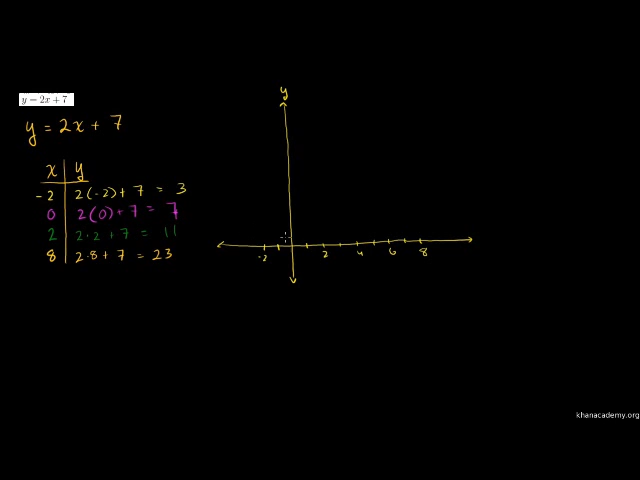 y = 2x + 7
y = 2x + 7
x y
-2 2(-2) + 7 = 3
0 2(0) + 7 = 7
2 2·2 + 7 = 11
8 2·8 + 7 = 23
y
-2 2 4 6 8
khanacademy.org